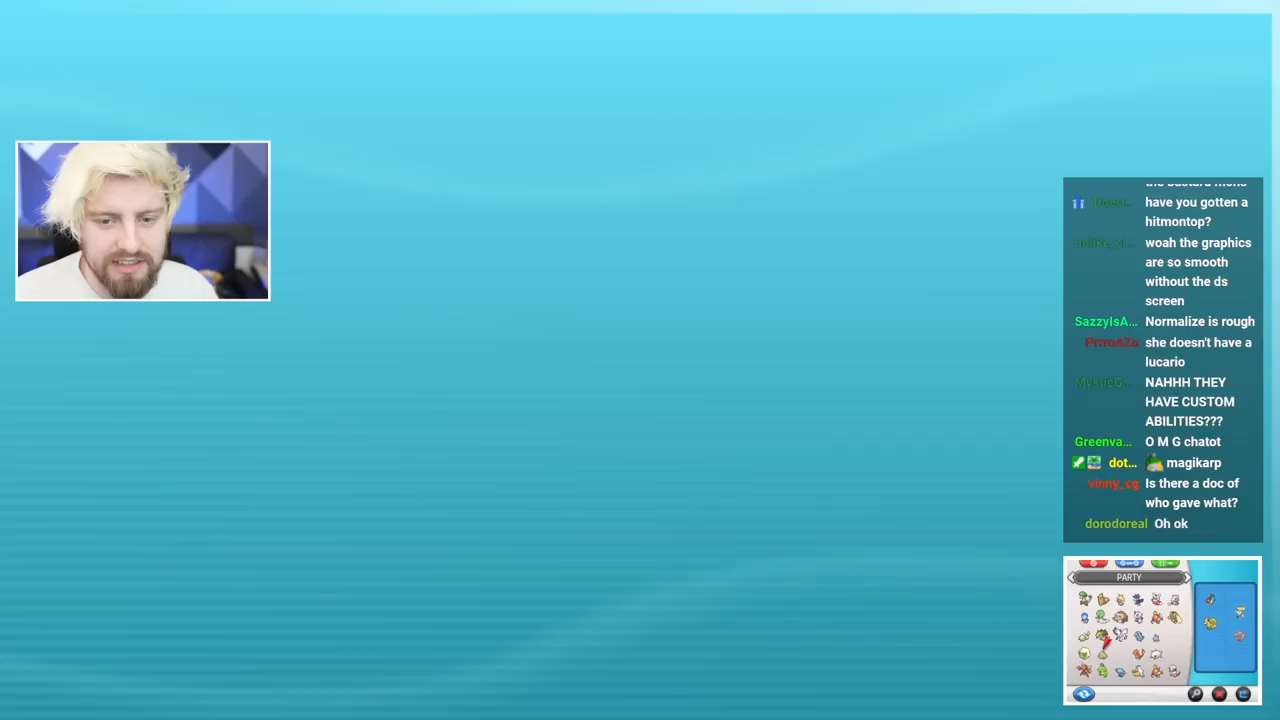 have you gotten a
hitmontop?
woah the graphics
are so smooth
without the ds
screen
SazzyIsA... Normalize is rough
PrrroAZo she doesn't have a
lucario
NAHHH THEY
HAVE CUSTOM
ABILITIES???
Greenva... O M G chatot
dot... magikarp
vinny_cg Is there a doc of
who gave what?
dorodoreal Oh ok
PARTY